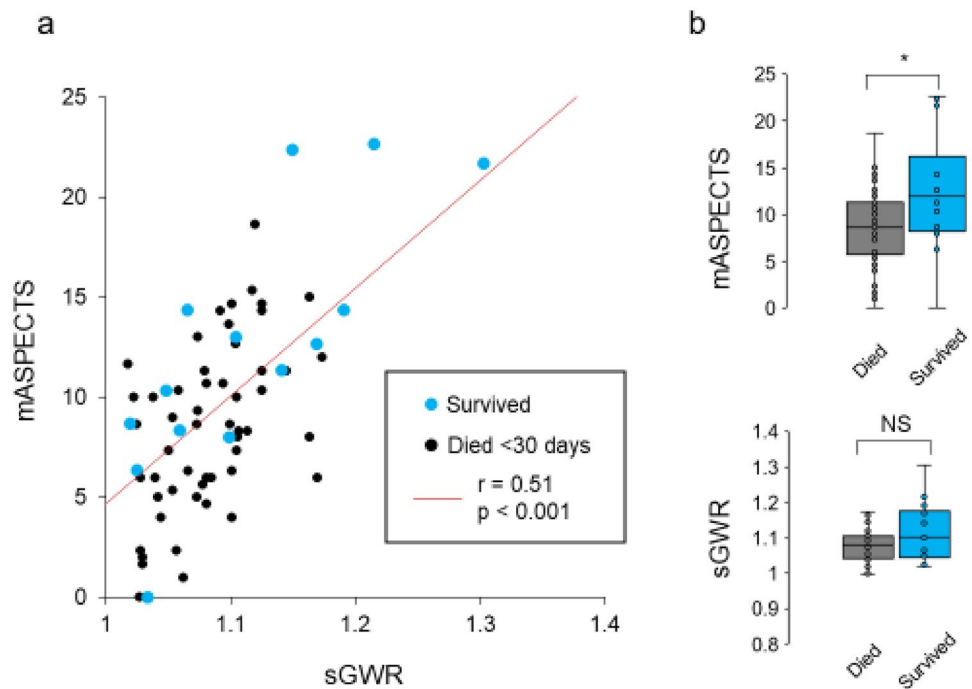 a
25
20
15
10
5
0
mASPECTS
1
1.1
1.2
1.3
1.4
sGWR
Survived
Died <30 days
r = 0.51
p < 0.001
b
*
25
20
15
10
5
0
mASPECTS
Died
Survived
NS
1.4
1.3
1.2
1.1
1
0.9
0.8
sGWR
Died
Survived